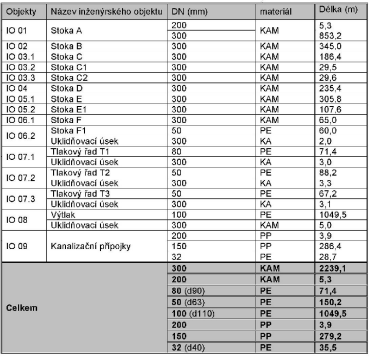 Objekty Název inženýrského objektu DN (mm) materiál Délka (m)
IO 01 Stoka A 200 KAM 5,3
300 853,2
IO 02 Stoka B 300 KAM 345,0
IO 03.1 Stoka C 300 KAM 186,4
IO 03.2 Stoka C1 300 KAM 29,5
IO 03.3 Stoka C2 300 KAM 29,6
IO 04 Stoka D 300 KAM 235,4
IO 05.1 Stoka E 300 KAM 305,8
IO 05.2 Stoka E1 300 KAM 107,6
IO 06.1 Stoka F 300 KAM 65,0
IO 06.2 Stoka F1 50 PE 60,0
Uklidňovací úsek 300 KA 2,0
IO 07.1 Tlakový řad T1 80 PE 71,4
Uklidňovací úsek 300 KA 3,0
IO 07.2 Tlakový řad T2 50 PE 88,2
Uklidňovací úsek 300 KA 3,3
IO 07.3 Tlakový řad T3 50 PE 67,2
Uklidňovací úsek 300 KA 3,1
IO 08 Výtlak 100 PE 1049,5
Uklidňovací úsek 300 KAM 5,0
IO 09 Kanalizační přípojky 200 PP 3,9
150 PP 286,4
32 PE 28,7
Celkem 300 KAM 2239,1
200 KAM 5,3
80 (d90) PE 71,4
50 (d63) PE 150,2
100 (d110) PE 1049,5
200 PP 3,9
150 PP 279,2
32 (d40) PE 35,5